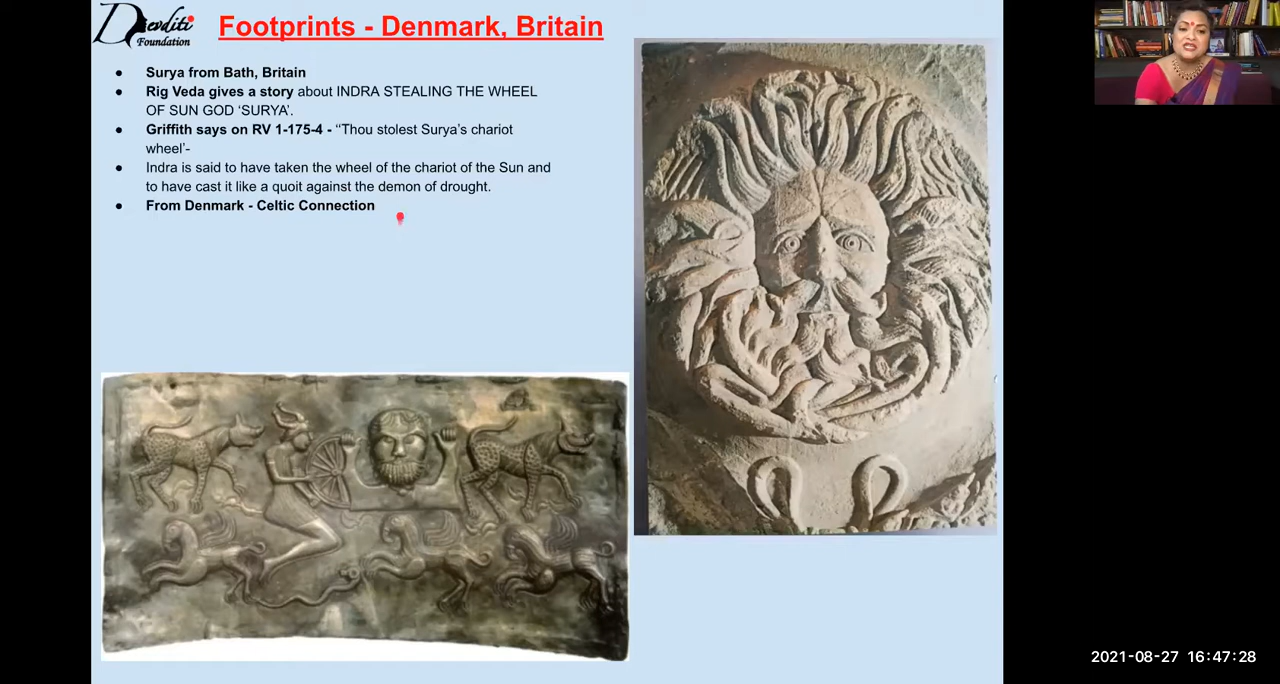 Devditi
Foundation
Footprints - Denmark, Britain
● Surya from Bath, Britain
● Rig Veda gives a story about INDRA STEALING THE WHEEL
OF SUN GOD ‘SURYA’.
● Griffith says on RV 1-175-4 - “Thou stolest Surya’s chariot
wheel’-
● Indra is said to have taken the wheel of the chariot of the Sun and
to have cast it like a quoit against the demon of drought.
● From Denmark - Celtic Connection
2021-08-27 16:47:28